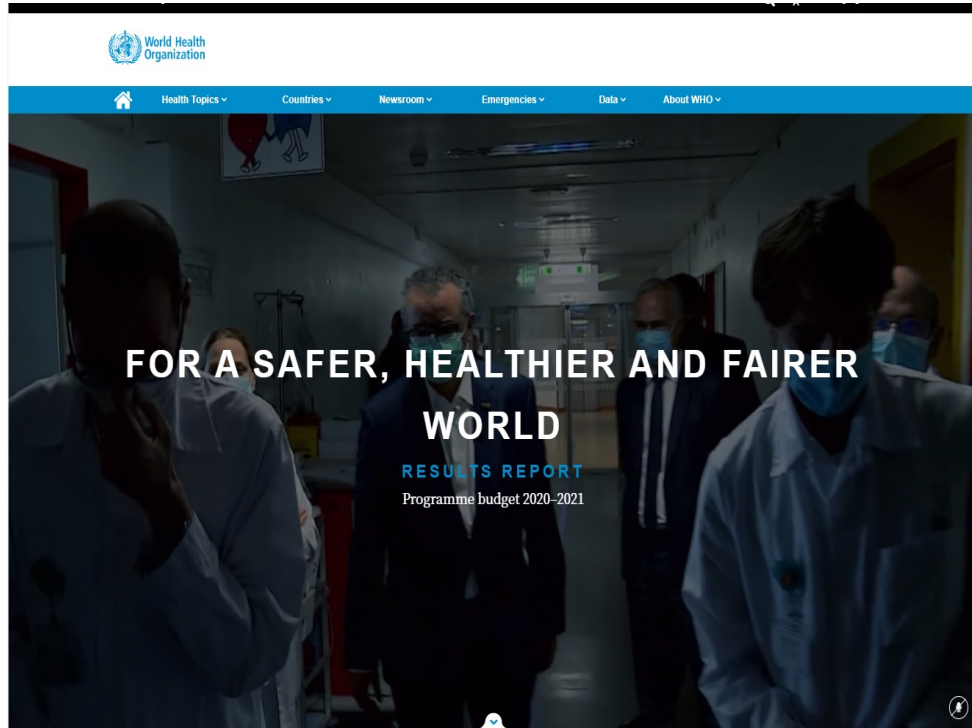 World Health
Organization
Health Topics
Countries
Newsroom
Emergencies
Data
About WHO
FOR A SAFER, HEALTHIER AND FAIRER
WORLD
RESULTS REPORT
Programme budget 2020–2021